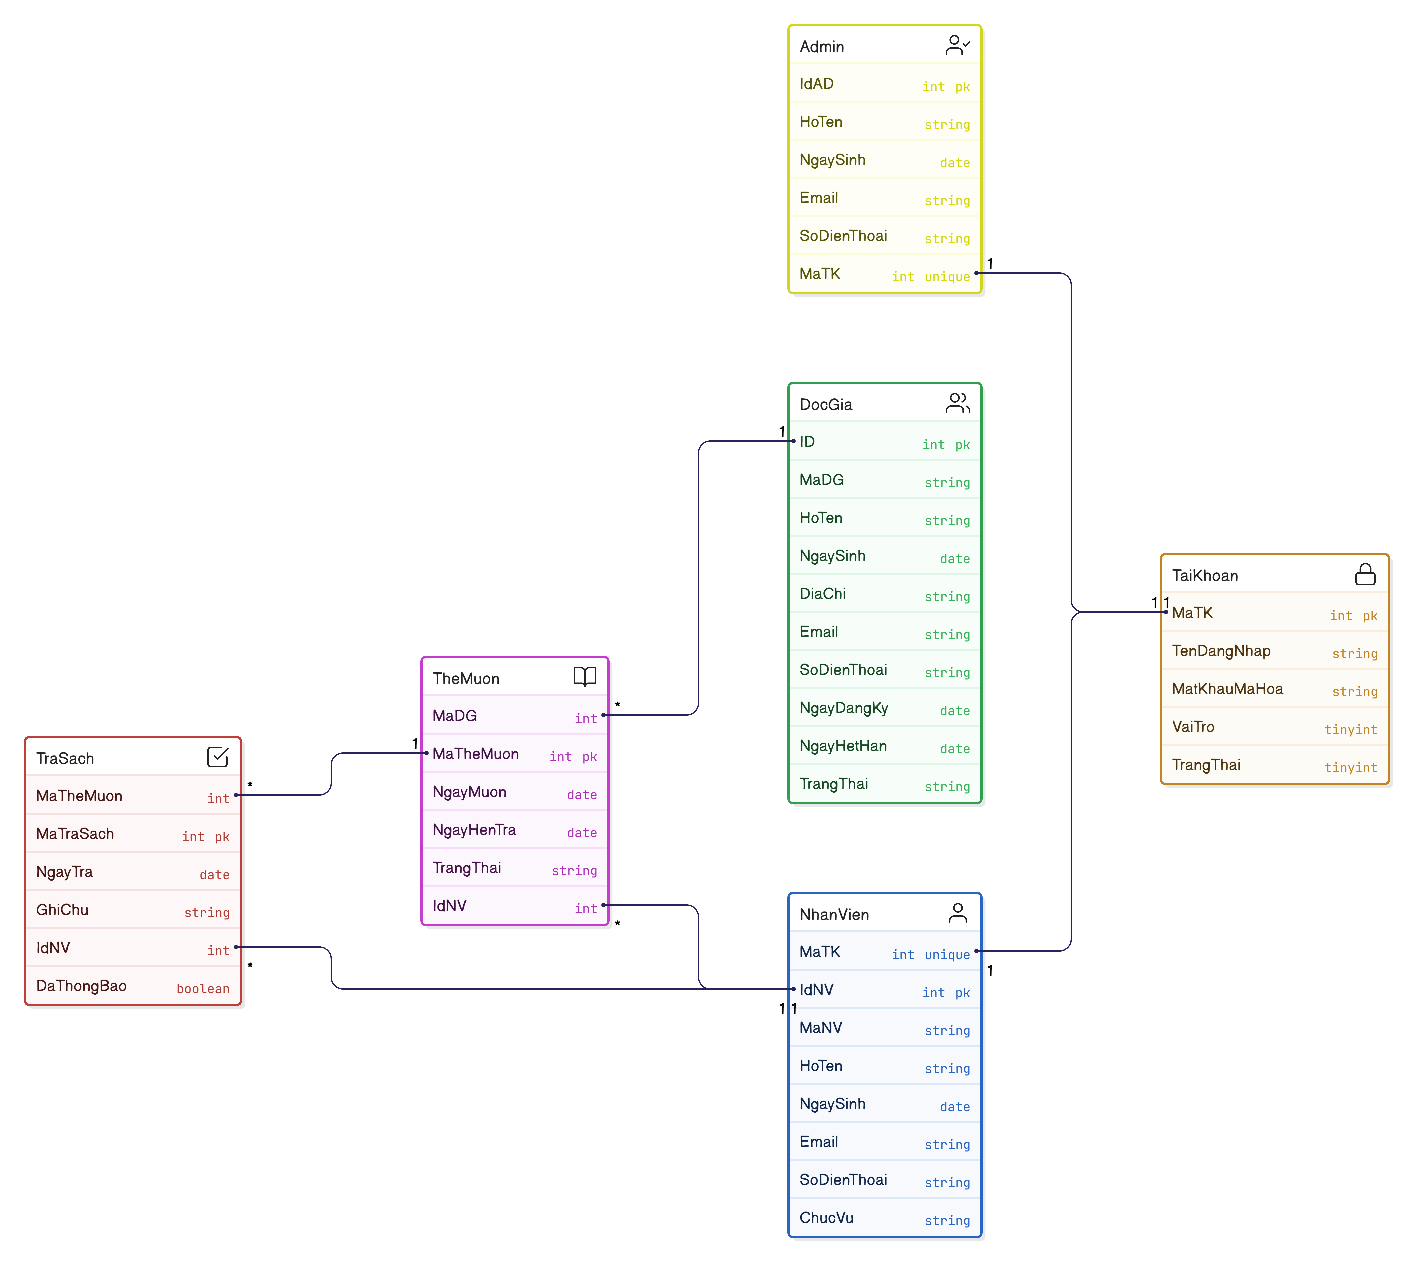 Admin
IdAD int pk
HoTen string
NgaySinh date
Email string
SoDienThoai string
MaTK int unique
1
DocGia
1
ID int pk
MaDG string
HoTen string
NgaySinh date
DiaChi string
Email string
SoDienThoai string
NgayDangKy date
NgayHetHan date
TrangThai string
TaiKhoan
1 1
MaTK int pk
TenDangNhap string
MatKhauMaHoa string
VaiTro tinyint
TrangThai tinyint
TheMuon
MaDG int
*
1
MaTheMuon int pk
NgayMuon date
NgayHenTra date
TrangThai string
IdNV int
*
TraSach
MaTheMuon int
*
MaTraSach int pk
NgayTra date
GhiChu string
IdNV int
*
DaThongBao boolean
NhanVien
MaTK int unique
1
IdNV int pk
1 1
MaNV string
HoTen string
NgaySinh date
Email string
SoDienThoai string
ChucVu string